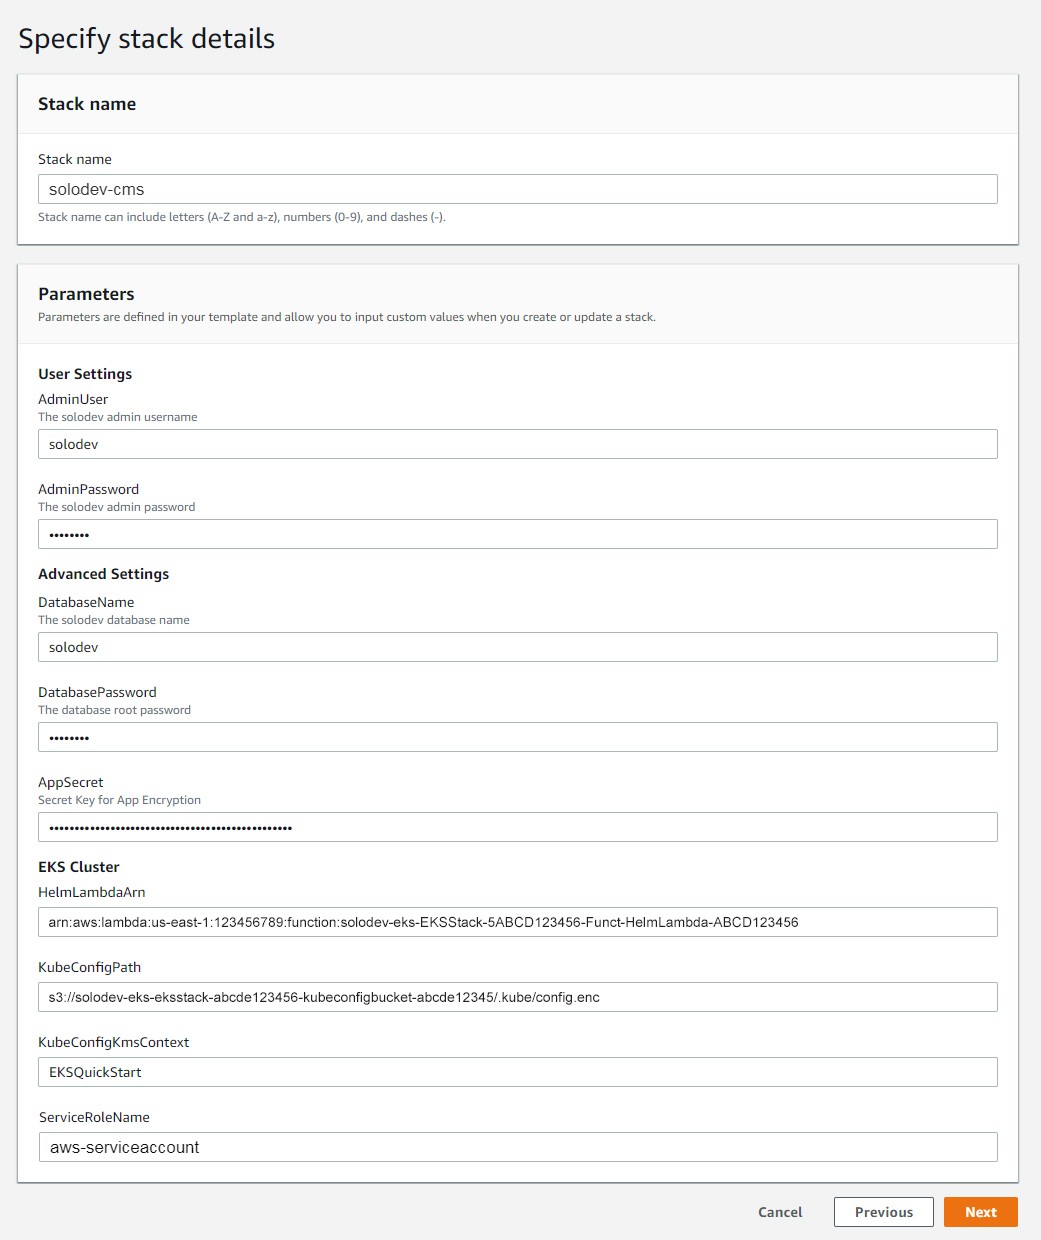 Specify stack details
Stack name
Stack name
solodev-cms
Stack name can include letters (A-Z and a-z), numbers (0-9), and dashes (-).
Parameters
Parameters are defined in your template and allow you to input custom values when you create or update a stack.
User Settings
AdminUser
The solodev admin username
solodev
AdminPassword
The solodev admin password
••••••••
Advanced Settings
DatabaseName
The solodev database name
solodev
DatabasePassword
The database root password
••••••••
AppSecret
Secret Key for App Encryption
••••••••••••••••••••••••••••••••••••••••••••••••
EKS Cluster
HelmLambdaArn
arn:aws:lambda:us-east-1:123456789:function:solodev-eks-EKSStack-5ABCD123456-Funct-HelmLambda-ABCD123456
KubeConfigPath
s3://solodev-eks-eksstack-abcde123456-kubeconfigbucket-abcde12345/.kube/config.enc
KubeConfigKmsContext
EKSQuickStart
ServiceRoleName
aws-serviceaccount
Cancel Previous Next